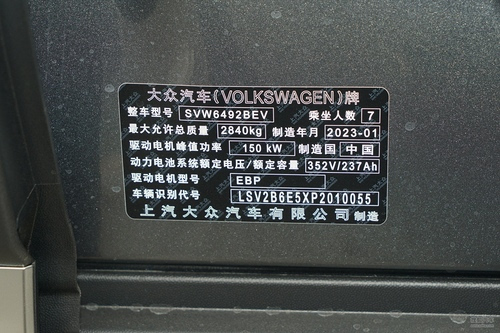 大众汽车(VOLKSWAGEN)牌
整车型号 SVW6492BEV 乘坐人数 7
最大允许总质量 2840kg 制造年月 2023-01
驱动电机峰值功率 150 kW 制造国 中国
动力电池系统额定电压/额定容量 352V/237Ah
驱动电机型号 EBP
车辆识别代号 LSV2B6E5XP2010055
上汽大众汽车有限公司 制造